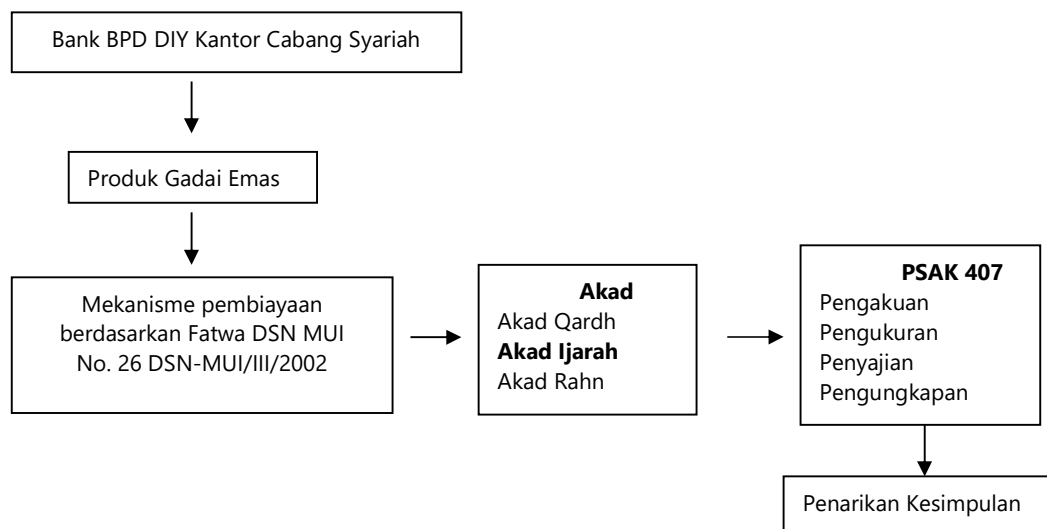 Bank BPD DIY Kantor Cabang Syariah
Produk Gadai Emas
Mekanisme pembiayaan
berdasarkan Fatwa DSN MUI
No. 26 DSN-MUI/III/2002
Akad
Akad Qardh
Akad Ijarah
Akad Rahn
PSAK 407
Pengakuan
Pengukuran
Penyajian
Pengungkapan
Penarikan Kesimpulan